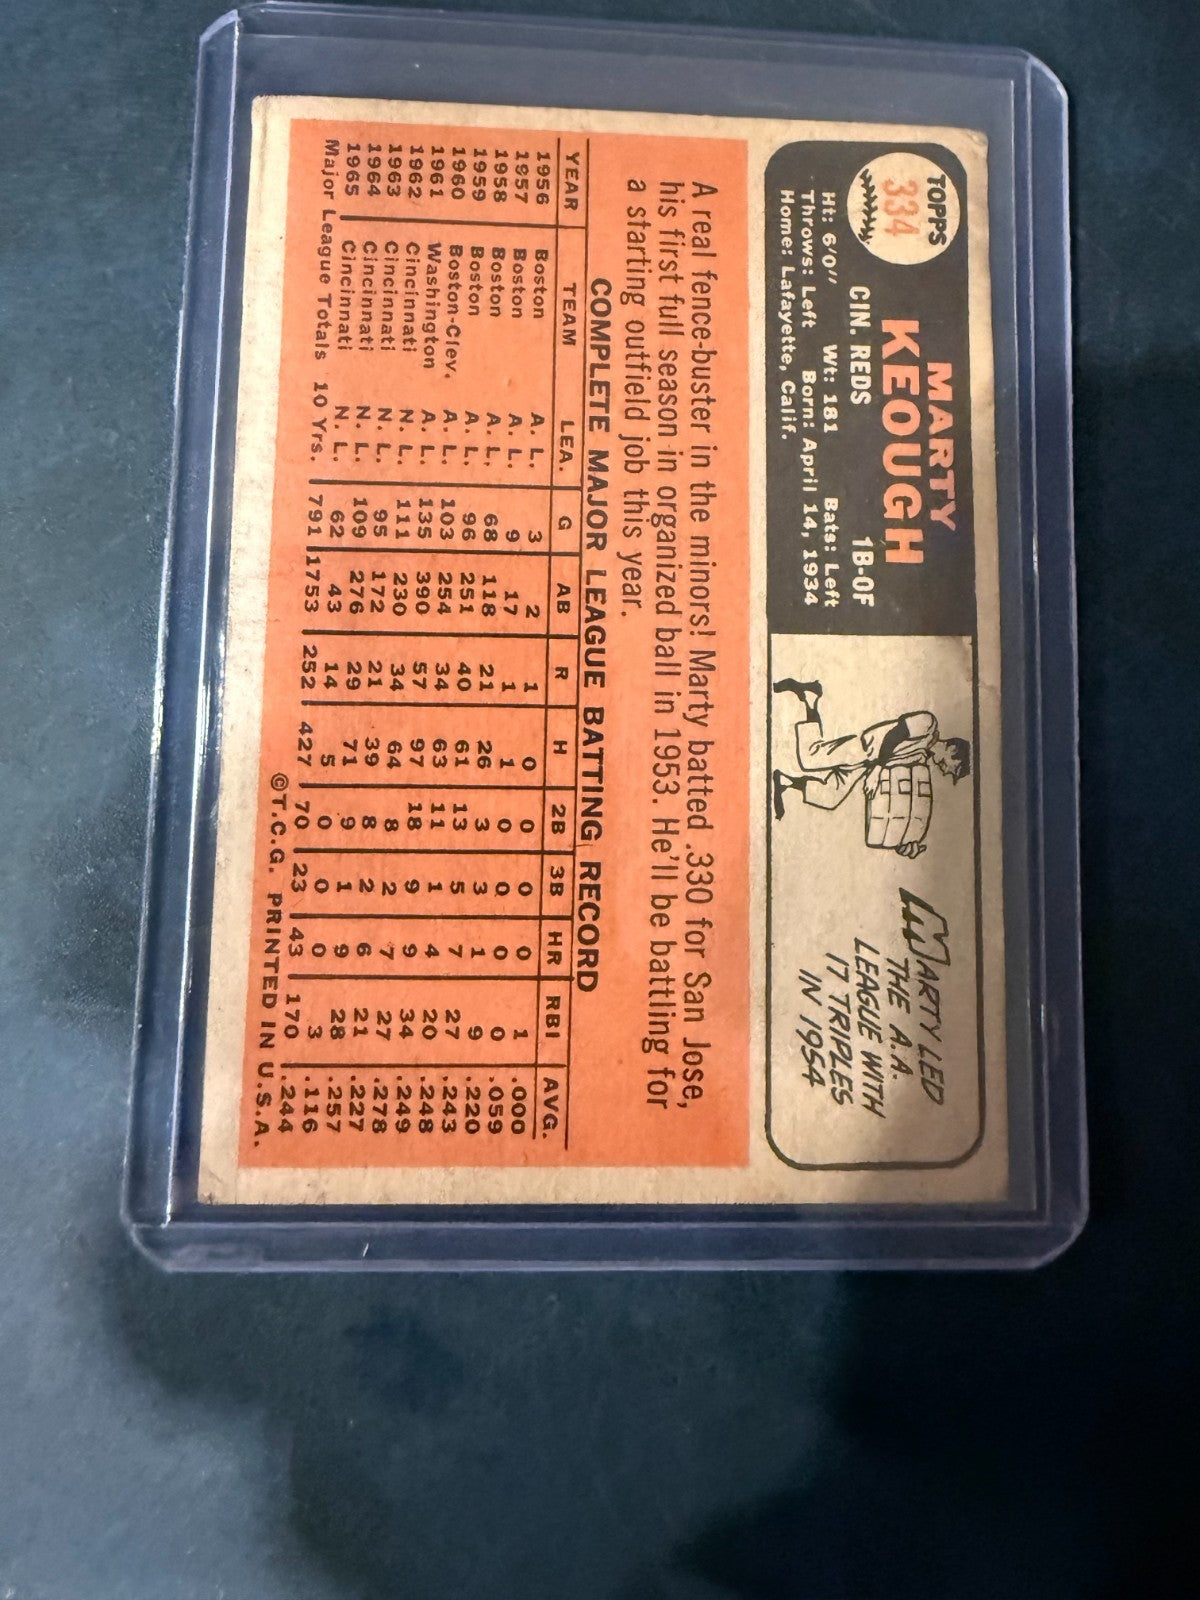 TOPPS
334
MARTY
KEOUGH
CIN. REDS 1B-OF
Ht: 6'0" Wt: 181 Bats: Left
Throws: Left Born: April 14, 1934
Home: Lafayette, Calif.
MARTY LED
THE A.A.
LEAGUE WITH
17 TRIPLES
IN 1954
A real fence-buster in the minors! Marty batted .330 for San Jose,
his first full season in organized ball in 1953. He'll be battling for
a starting outfield job this year.
COMPLETE MAJOR LEAGUE BATTING RECORD
YEAR TEAM LEA. G AB R H 2B 3B HR RBI AVG.
1956 Boston A. L. 3 2 1 0 0 0 0 1 .000
1957 Boston A. L. 9 17 1 1 0 0 0 0 .059
1958 Boston A. L. 68 118 21 26 3 3 1 9 .220
1959 Boston A. L. 96 251 40 61 13 5 7 27 .243
1960 Boston-Clev. A. L. 103 254 34 63 11 1 4 20 .248
1961 Washington A. L. 135 390 57 97 18 9 9 34 .249
1962 Cincinnati N. L. 111 230 34 64 8 2 7 27 .278
1963 Cincinnati N. L. 95 172 21 39 8 2 6 21 .227
1964 Cincinnati N. L. 109 276 29 71 9 1 9 28 .257
1965 Cincinnati N. L. 62 43 14 5 0 0 0 3 .116
Major League Totals 10 Yrs. 791 1753 252 427 70 23 43 170 .244
©T.C.G. PRINTED IN U.S.A.